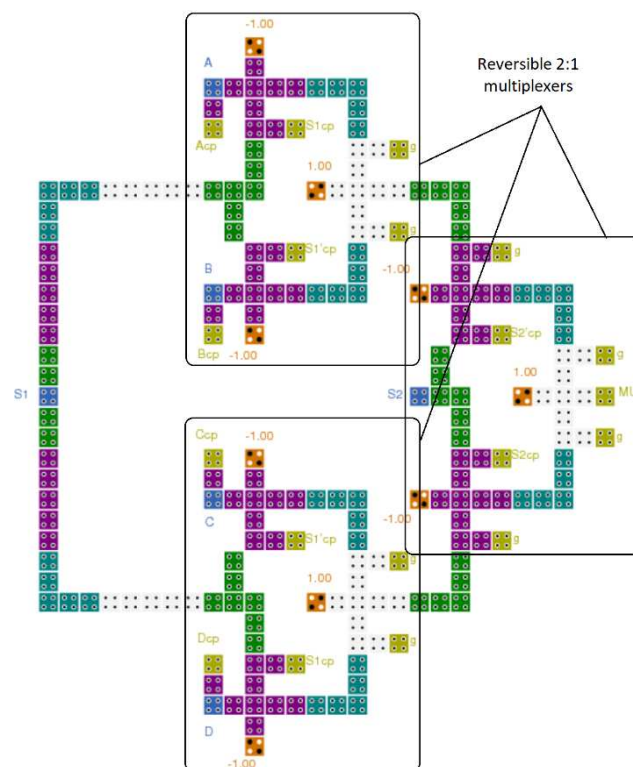 -1.00
A
Reversible 2:1
multiplexers
Acp
S1cp
g
1.00
g
S1'cp
g
B
-1.00
Bcp
-1.00
S2'cp
g
1.00
S1
S2
MU
Ccp
-1.00
g
S2cp
C
-1.00
S1'cp
g
g
1.00
Dcp
g
S1cp
D
-1.00